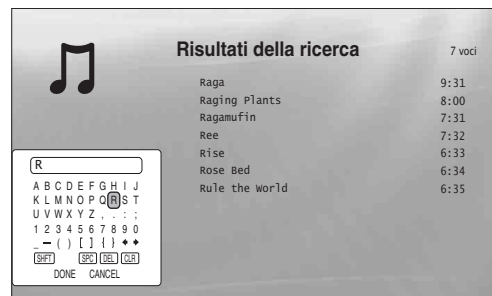 Risultati della ricerca
7 voci
Raga 9:31
Raging Plants 8:00
Ragamufin 7:31
Ree 7:32
Rise 6:33
Rose Bed 6:34
Rule the World 6:35
R
A B C D E F G H I J
K L M N O P Q R S T
U V W X Y Z , . : ;
1 2 3 4 5 6 7 8 9 0
_ – ( ) [ ] { }
SHFT SPC DEL CLR
DONE CANCEL